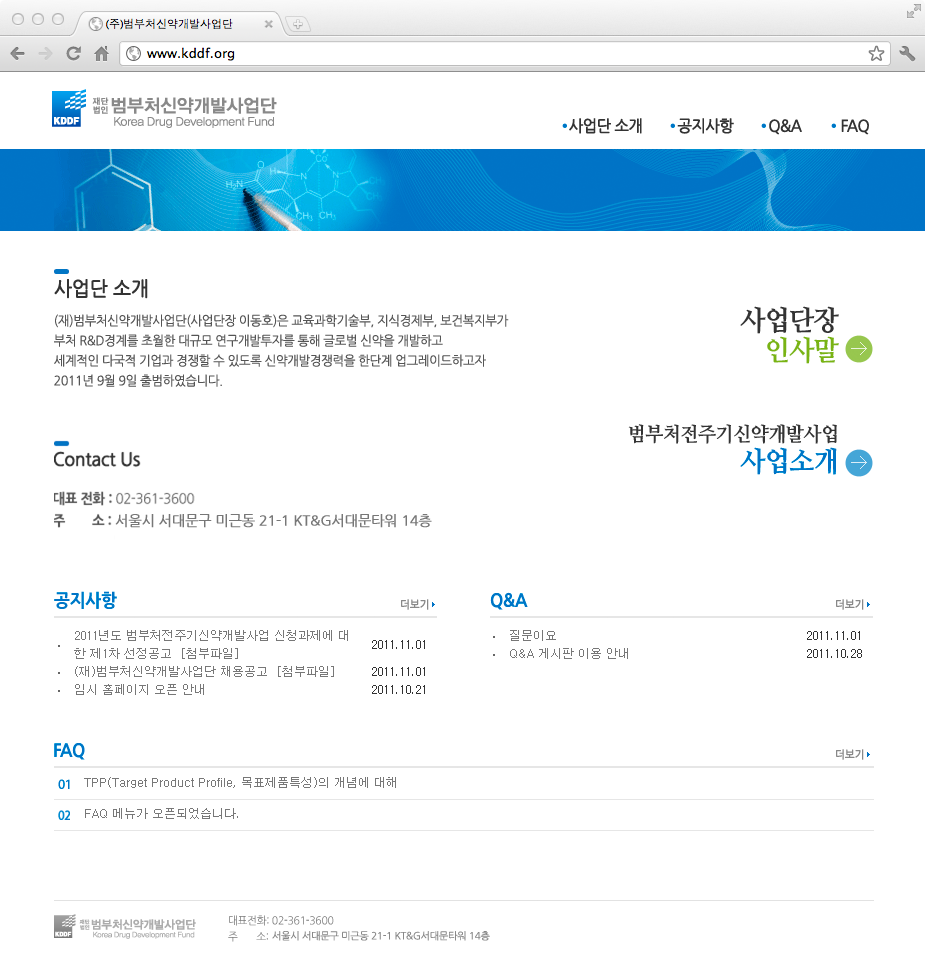 (주)범부처신약개발사업단
www.kddf.org
KDDF 재단법인 범부처신약개발사업단
Korea Drug Development Fund
•사업단 소개 •공지사항 •Q&A •FAQ
H₂N O N Co N N CH₃ CH₃
사업단 소개
(재)범부처신약개발사업단(사업단장 이동호)은 교육과학기술부, 지식경제부, 보건복지부가
부처 R&D경계를 초월한 대규모 연구개발투자를 통해 글로벌 신약을 개발하고
세계적인 다국적 기업과 경쟁할 수 있도록 신약개발경쟁력을 한단계 업그레이드하고자
2011년 9월 9일 출범하였습니다.
사업단장
인사말
범부처전주기신약개발사업
사업소개
Contact Us
대표 전화 : 02-361-3600
주 소 : 서울시 서대문구 미근동 21-1 KT&G서대문타워 14층
공지사항 더보기
2011년도 범부처전주기신약개발사업 신청과제에 대
한 제1차 선정공고 [첨부파일] 2011.11.01
(재)범부처신약개발사업단 채용공고 [첨부파일] 2011.11.01
임시 홈페이지 오픈 안내 2011.10.21
Q&A 더보기
질문이요 2011.11.01
Q&A 게시판 이용 안내 2011.10.28
FAQ 더보기
01 TPP(Target Product Profile, 목표제품특성)의 개념에 대해
02 FAQ 메뉴가 오픈되었습니다.
KDDF 재단법인 범부처신약개발사업단
Korea Drug Development Fund
대표전화: 02-361-3600
주 소: 서울시 서대문구 미근동 21-1 KT&G서대문타워 14층